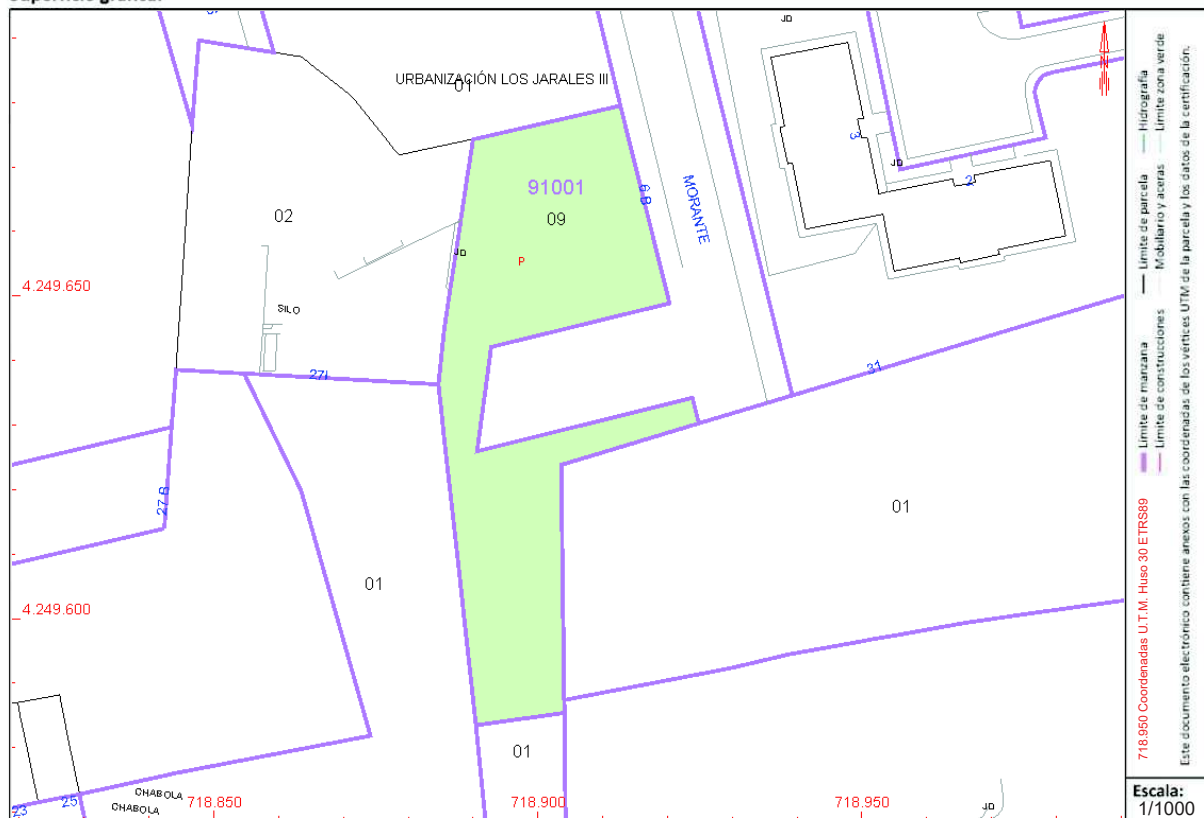 JD
URBANIZACIÓN LOS JARALES III
01
3
JD
2
91001
6 B
MORANTE
09
02
P
JD
4.249.650
SILO
27I
31
27 B
01
01
4.249.600
01
CHABOLA
718.850
718.900
718.950
23
25
CHABOLA
JD
N
Límite de manzana
Límite de parcela
Hidrografía
Límite de construcciones
Mobiliario y aceras
Límite zona verde
718.950 Coordenadas U.T.M. Huso 30 ETRS89
Este documento electrónico contiene anexos con las coordenadas de los vértices UTM de la parcela y los datos de la certificación.
Escala:
1/1000